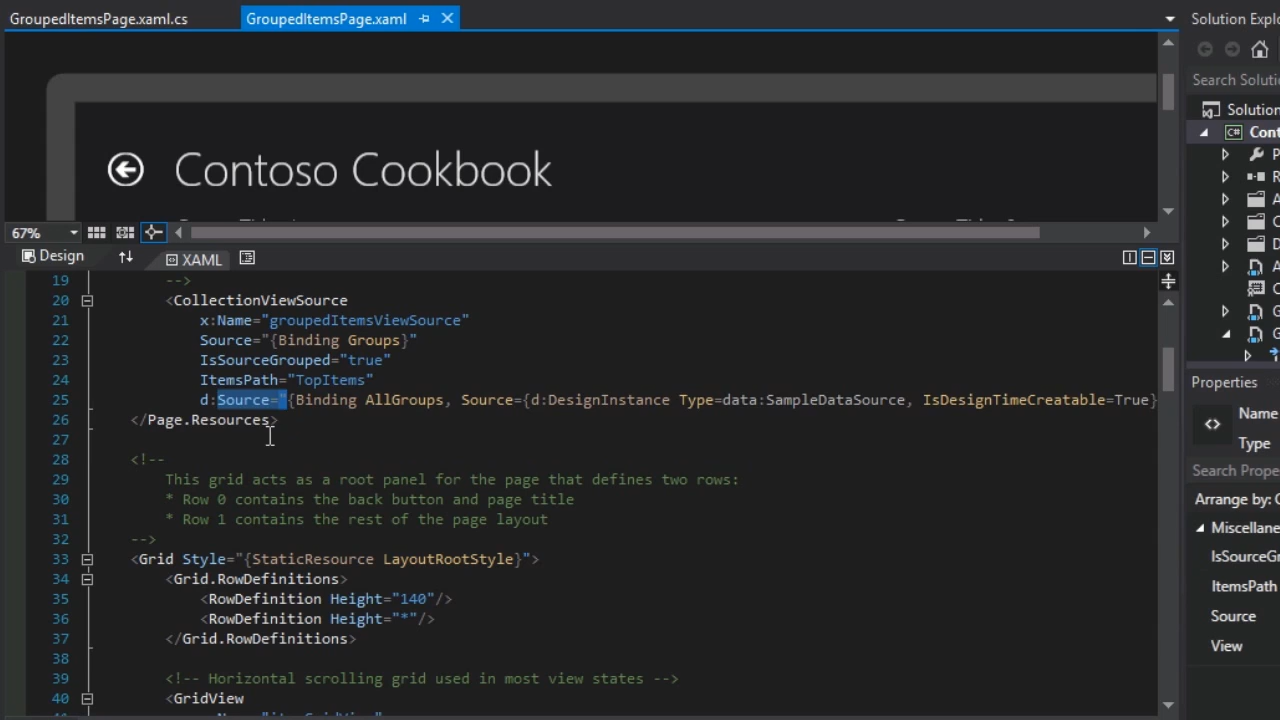 GroupedItemsPage.xaml.cs
GroupedItemsPage.xaml
Solution Explo
Search Soluti
Solution
Cont
P
R
A
C
D
A
C
G
G
Contoso Cookbook
67%
Design
XAML
19 -->
20 <CollectionViewSource
21 x:Name="groupedItemsViewSource"
22 Source="{Binding Groups}"
23 IsSourceGrouped="true"
24 ItemsPath="TopItems"
25 d:Source="{Binding AllGroups, Source={d:DesignInstance Type=data:SampleDataSource, IsDesignTimeCreatable=True}
26 </Page.Resources>
27
28 <!--
29 This grid acts as a root panel for the page that defines two rows:
30 * Row 0 contains the back button and page title
31 * Row 1 contains the rest of the page layout
32 -->
33 <Grid Style="{StaticResource LayoutRootStyle}">
34 <Grid.RowDefinitions>
35 <RowDefinition Height="140"/>
36 <RowDefinition Height="*"/>
37 </Grid.RowDefinitions>
38
39 <!-- Horizontal scrolling grid used in most view states -->
40 <GridView
Properties
Name
Type
Search Prope
Arrange by: C
Miscellane
IsSourceGr
ItemsPath
Source
View